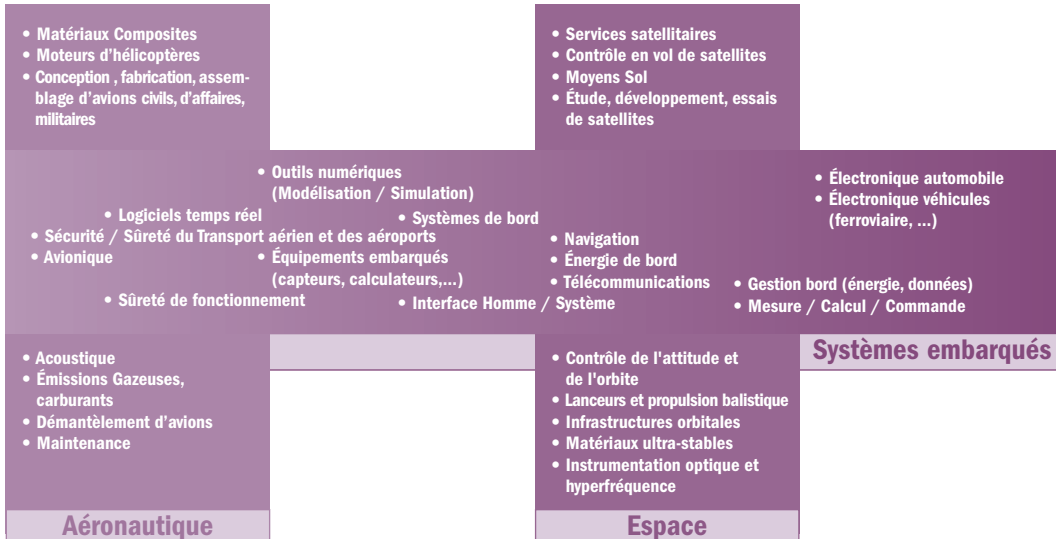 • Matériaux Composites
• Moteurs d'hélicoptères
• Conception , fabrication, assem-
blage d'avions civils, d'affaires,
militaires
• Services satellitaires
• Contrôle en vol de satellites
• Moyens Sol
• Étude, développement, essais
de satellites
• Outils numériques
(Modélisation / Simulation)
• Logiciels temps réel
• Systèmes de bord
• Sécurité / Sûreté du Transport aérien et des aéroports
• Avionique
• Équipements embarqués
(capteurs, calculateurs,...)
• Sûreté de fonctionnement
• Interface Homme / Système
• Navigation
• Énergie de bord
• Télécommunications
• Électronique automobile
• Électronique véhicules
(ferroviaire, ...)
• Gestion bord (énergie, données)
• Mesure / Calcul / Commande
Systèmes embarqués
• Acoustique
• Émissions Gazeuses,
carburants
• Démantèlement d'avions
• Maintenance
Aéronautique
• Contrôle de l'attitude et
de l'orbite
• Lanceurs et propulsion balistique
• Infrastructures orbitales
• Matériaux ultra-stables
• Instrumentation optique et
hyperfréquence
Espace